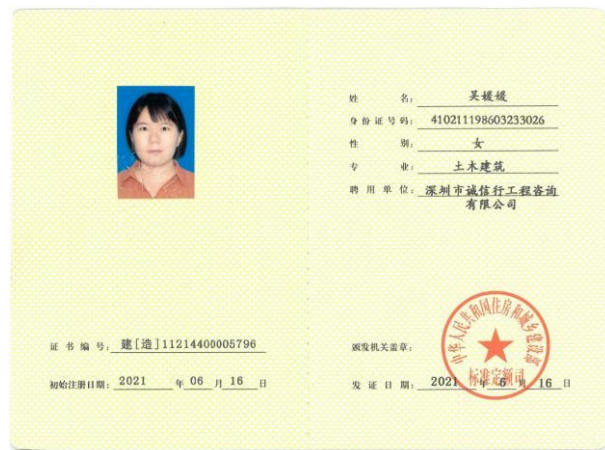 姓 名：吴媛媛
身份证号码：410211198603233026
性 别：女
专 业：土木建筑
聘用单位：深圳市诚信行工程咨询
有限公司
证书编号：建[造]11214400005796
初始注册日期：2021 年 06 月 16 日
颁发机关盖章：
中华人民共和国住房和城乡建设部
标准定额司
发证日期：2021 年 6 月 16 日